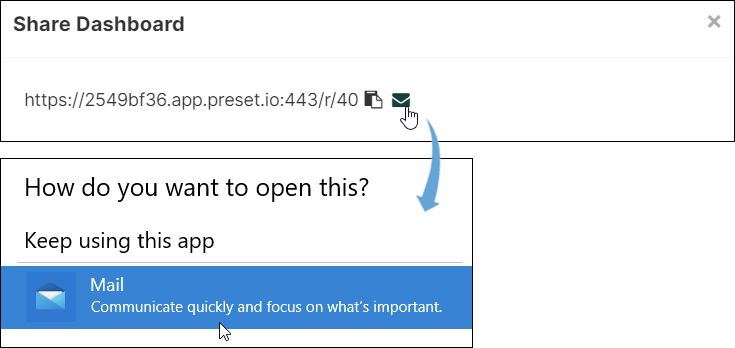 Share Dashboard
https://2549bf36.app.preset.io:443/r/40
How do you want to open this?
Keep using this app
Mail
Communicate quickly and focus on what's important.